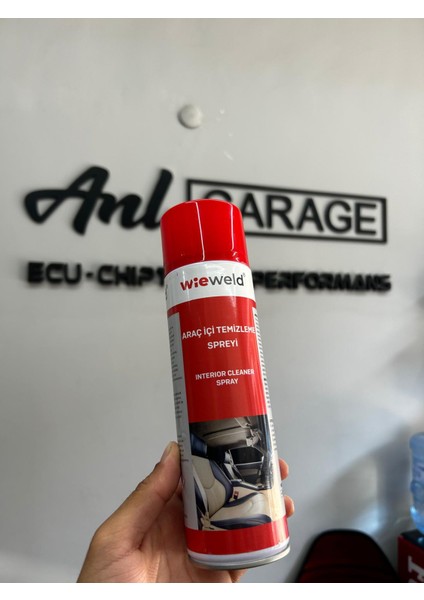 Anl GARAGE
ECU - CHIP PERFORMANS
wieweld®
ARAÇ İÇİ TEMİZLEME
SPREYİ
INTERIOR CLEANER
SPRAY